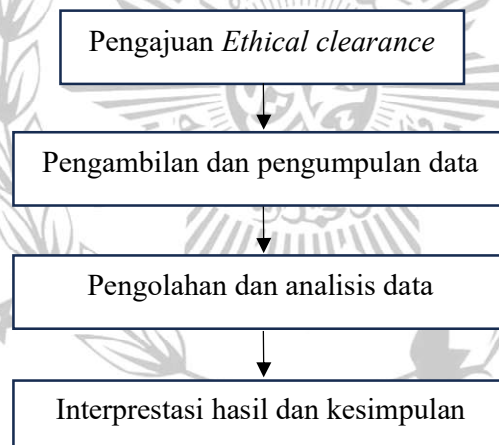 Pengajuan Ethical clearance
Pengambilan dan pengumpulan data
Pengolahan dan analisis data
Interprestasi hasil dan kesimpulan